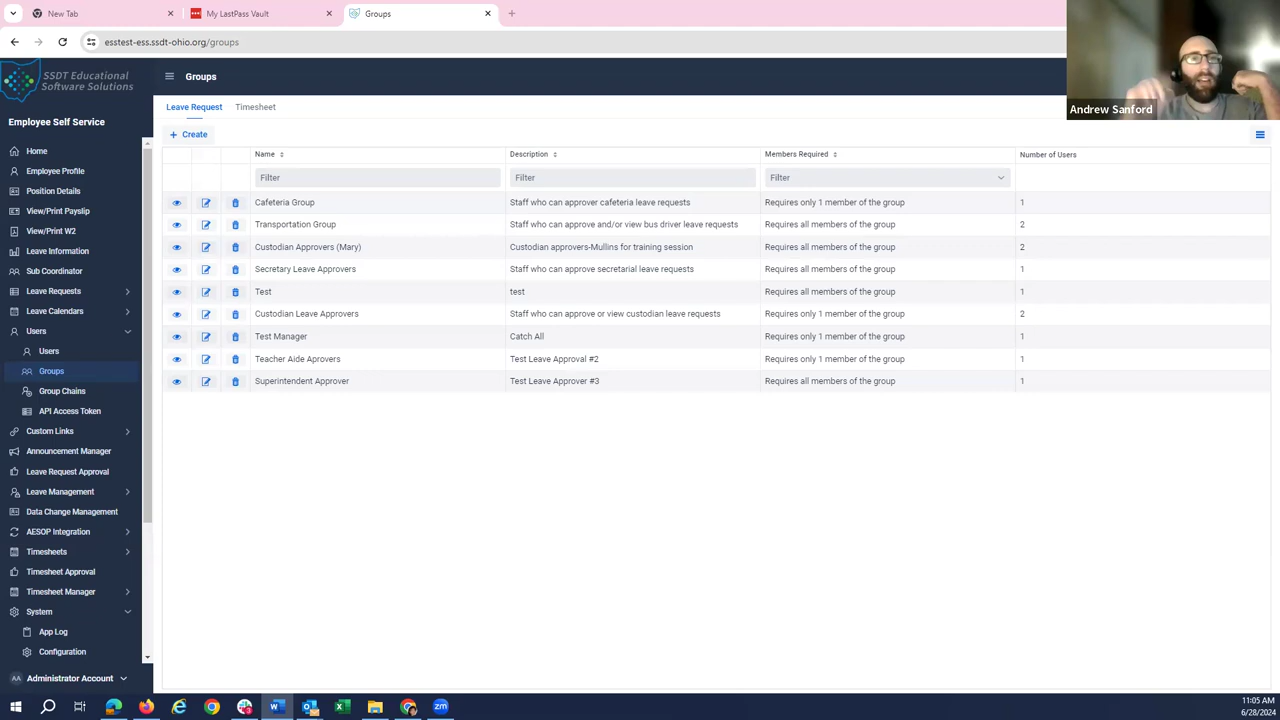 New Tab
My LastPass Vault
Groups
esstest-ess.ssdt-ohio.org/groups
SSDT Educational
Software Solutions
Groups
Andrew Sanford
Leave Request
Timesheet
Employee Self Service
Create
Name
Description
Members Required
Number of Users
Filter
Filter
Filter
Cafeteria Group
Staff who can approver cafeteria leave requests
Requires only 1 member of the group
1
Transportation Group
Staff who can approve and/or view bus driver leave requests
Requires all members of the group
2
Custodian Approvers (Mary)
Custodian approvers-Mullins for training session
Requires all members of the group
2
Secretary Leave Approvers
Staff who can approve secretarial leave requests
Requires all members of the group
1
Test
test
Requires all members of the group
1
Custodian Leave Approvers
Staff who can approve or view custodian leave requests
Requires all members of the group
2
Test Manager
Catch All
Requires only 1 member of the group
1
Teacher Aide Aprovers
Test Leave Approval #2
Requires only 1 member of the group
1
Superintendent Approver
Test Leave Approver #3
Requires all members of the group
1
Home
Employee Profile
Position Details
View/Print Payslip
View/Print W2
Leave Information
Sub Coordinator
Leave Requests
Leave Calendars
Users
Users
Groups
Group Chains
API Access Token
Custom Links
Announcement Manager
Leave Request Approval
Leave Management
Data Change Management
AESOP Integration
Timesheets
Timesheet Approval
Timesheet Manager
System
App Log
Configuration
AA
Administrator Account
zm
11:05 AM
6/28/2024